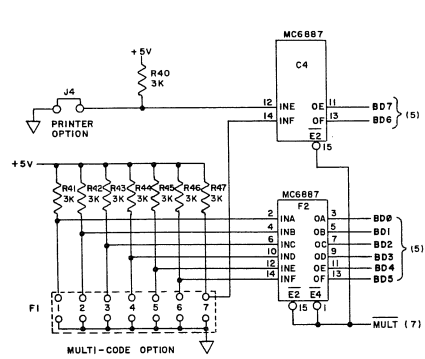 MC6887
C4
+5V
R40
3K
J4
PRINTER
OPTION
12 INE OE 11 BD7
14 INF OF 13 BD6
(5)
E2
15
+5V
R41 R42 R43 R44 R45 R46 R47
3K 3K 3K 3K 3K 3K 3K
MC6887
F2
2 INA OA 3 BD0
4 INB OB 5 BD1
6 INC OC 7 BD2
10 IND OD 9 BD3
12 INE OE 11 BD4
14 INF OF 13 BD5
(5)
E2 E4
15 1
MULT (7)
F1
1 2 3 4 5 6 7
MULTI-CODE OPTION